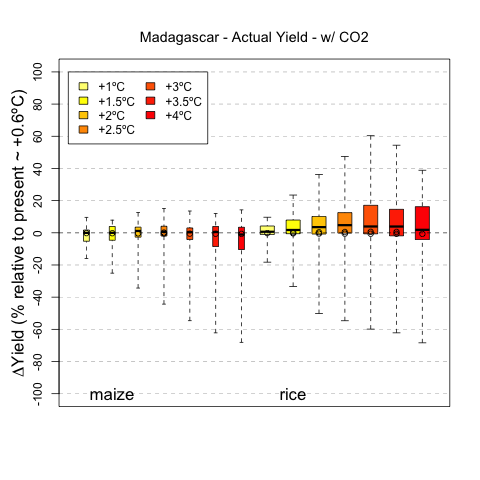 Madagascar - Actual Yield - w/ CO2
ΔYield (% relative to present ~ +0.6ºC)
100
80
60
40
20
0
-20
-40
-60
-80
-100
+1ºC
+1.5ºC
+2ºC
+2.5ºC
+3ºC
+3.5ºC
+4ºC
maize
rice